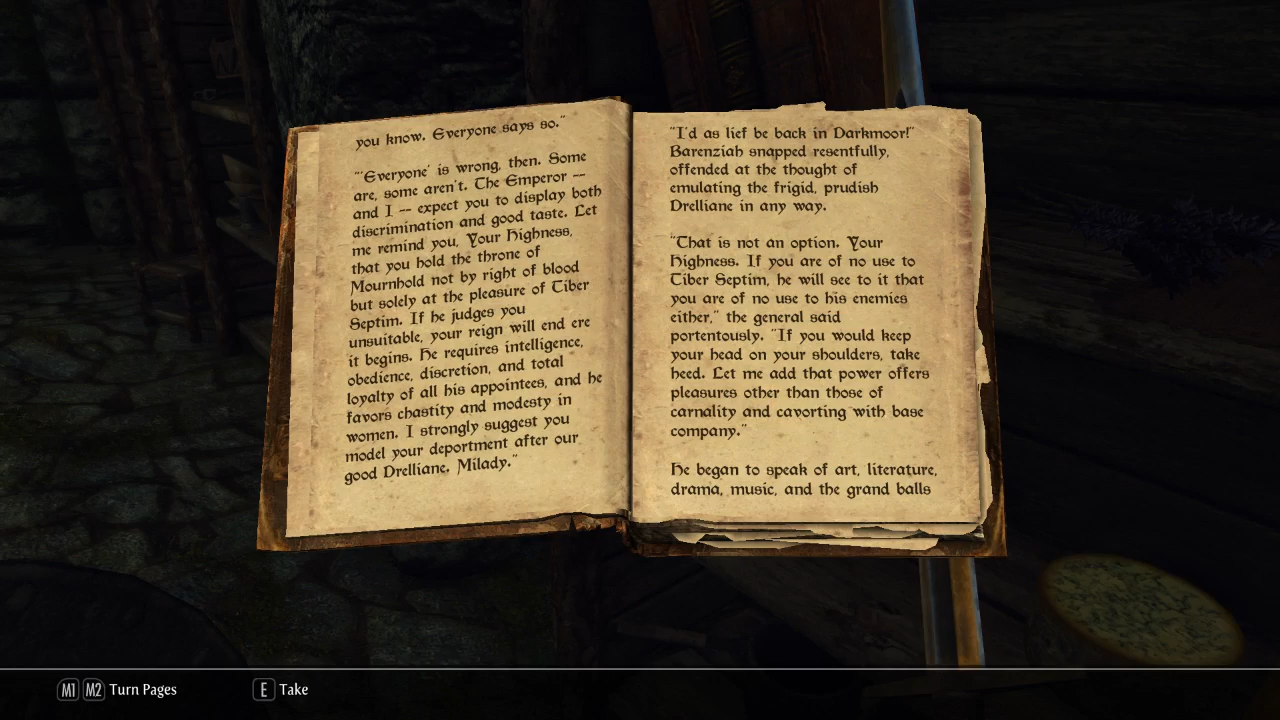 you know. Everyone says so."
"'Everyone' is wrong, then. Some
are, some aren't. The Emperor --
and I -- expect you to display both
discrimination and good taste. Let
me remind you, Your Highness,
that you hold the throne of
Mournhold not by right of blood
but solely at the pleasure of Tiber
Septim. If he judges you
unsuitable, your reign will end ere
it begins. He requires intelligence,
obedience, discretion, and total
loyalty of all his appointees, and he
favors chastity and modesty in
women. I strongly suggest you
model your deportment after our
good Drelliane, Milady."
"I'd as lief be back in Darkmoor!"
Barenziah snapped resentfully,
offended at the thought of
emulating the frigid, prudish
Drelliane in any way.
"That is not an option. Your
Highness. If you are of no use to
Tiber Septim, he will see to it that
you are of no use to his enemies
either," the general said
portentously. "If you would keep
your head on your shoulders, take
heed. Let me add that power offers
pleasures other than those of
carnality and cavorting with base
company."
He began to speak of art, literature,
drama, music, and the grand balls
M1 M2 Turn Pages
E Take